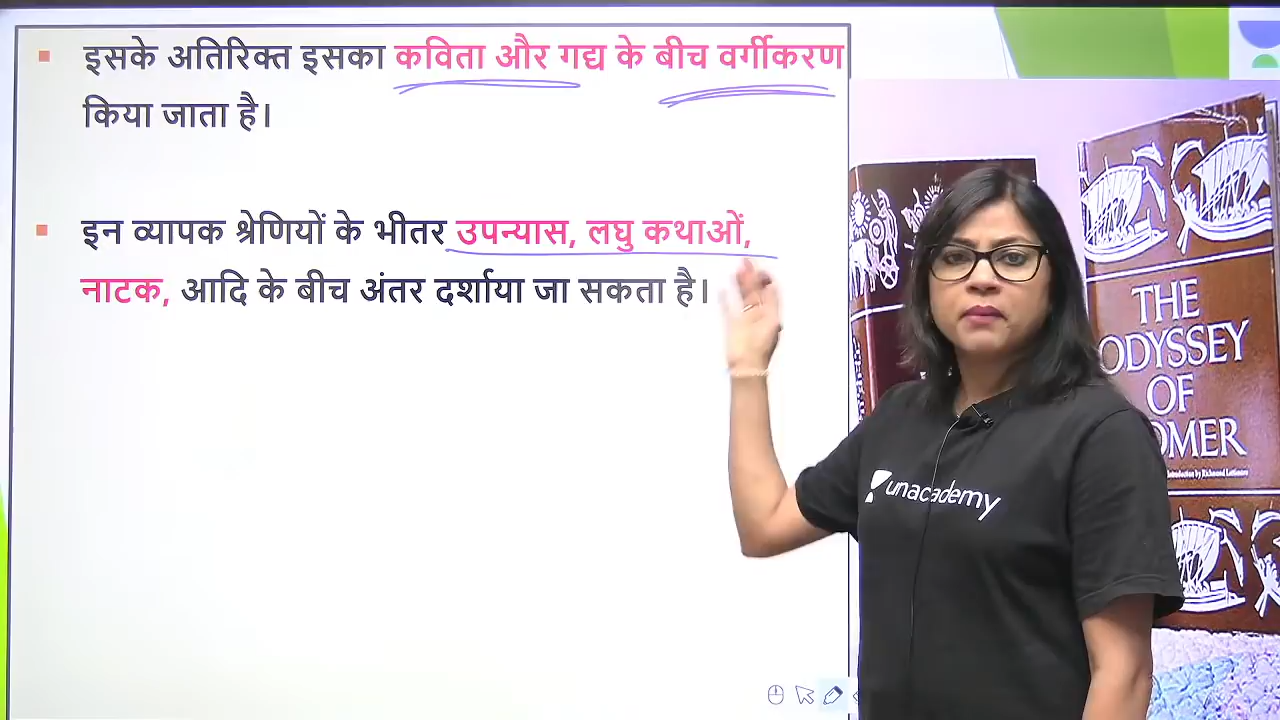 इसके अतिरिक्त इसका कविता और गद्य के बीच वर्गीकरण
किया जाता है।
इन व्यापक श्रेणियों के भीतर उपन्यास, लघु कथाओं,
नाटक, आदि के बीच अंतर दर्शाया जा सकता है।
THE
ODYSSEY
OF
OMER
unacademy